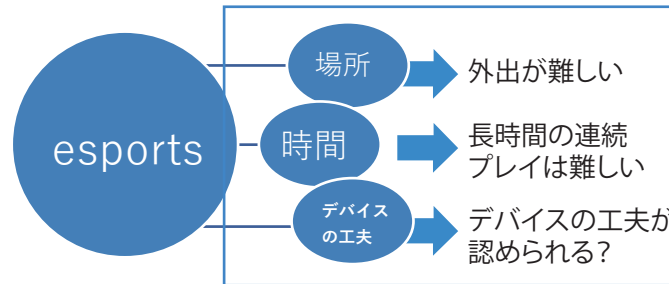 esports
場所
外出が難しい
時間
長時間の連続
プレイは難しい
デバイス
の工夫
デバイスの工夫が
認められる？